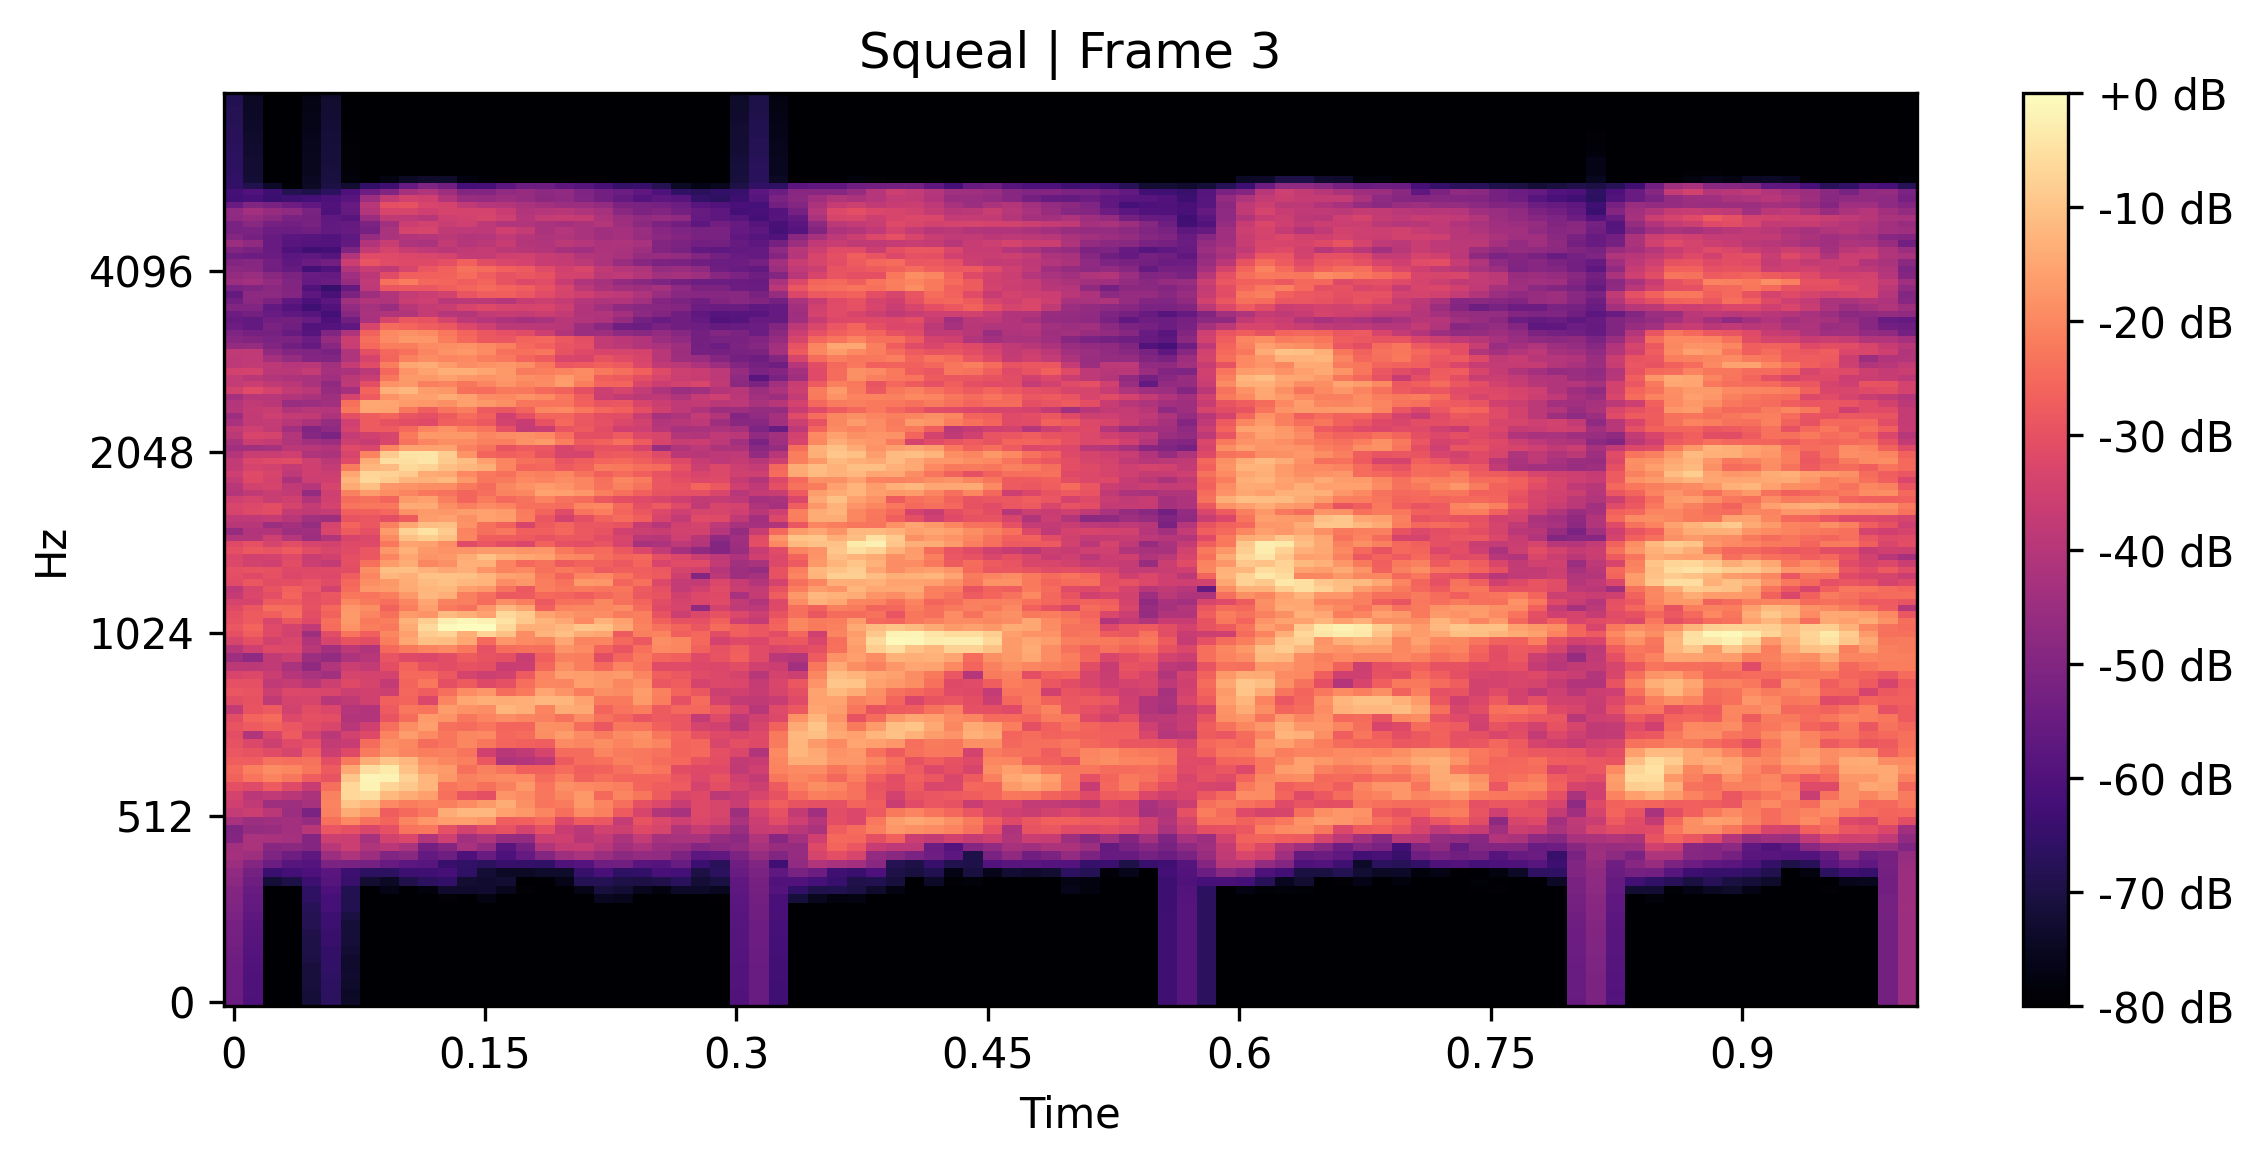 Squeal | Frame 3
+0 dB
-10 dB
-20 dB
-30 dB
-40 dB
-50 dB
-60 dB
-70 dB
-80 dB
Hz
4096
2048
1024
512
0
0 0.15 0.3 0.45 0.6 0.75 0.9
Time